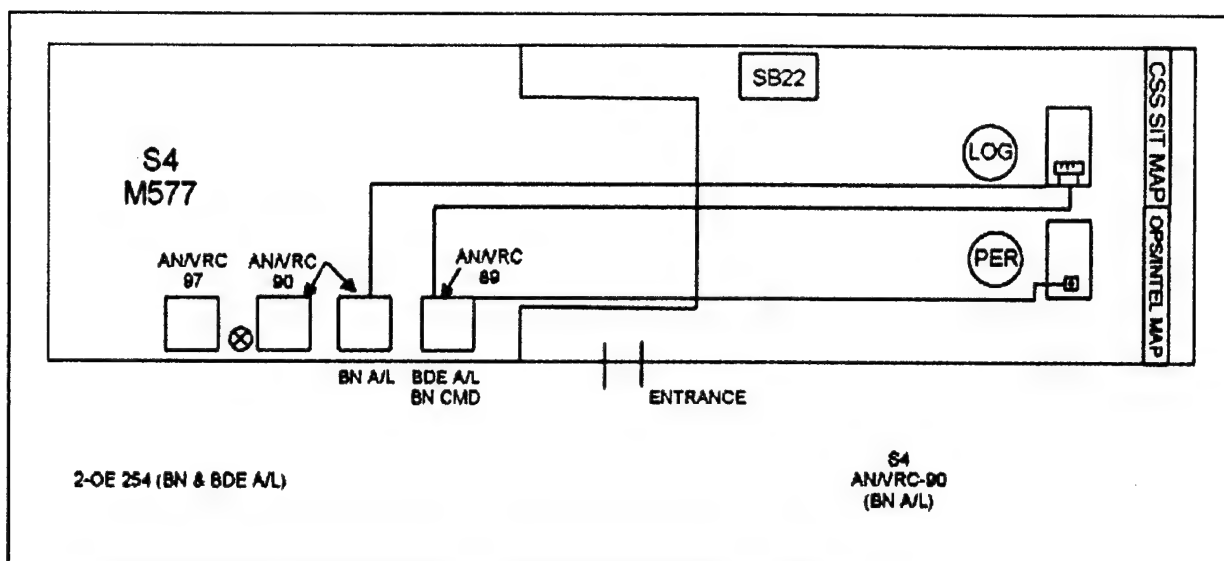 SB22
CSS SIT MAP
LOG
S4
M577
OPS/INTEL MAP
PER
AN/VRC
97
AN/VRC
90
AN/VRC
89
BN A/L
BDE A/L
BN CMD
ENTRANCE
2-OE 254 (BN & BDE A/L)
S4
AN/VRC-90
(BN A/L)